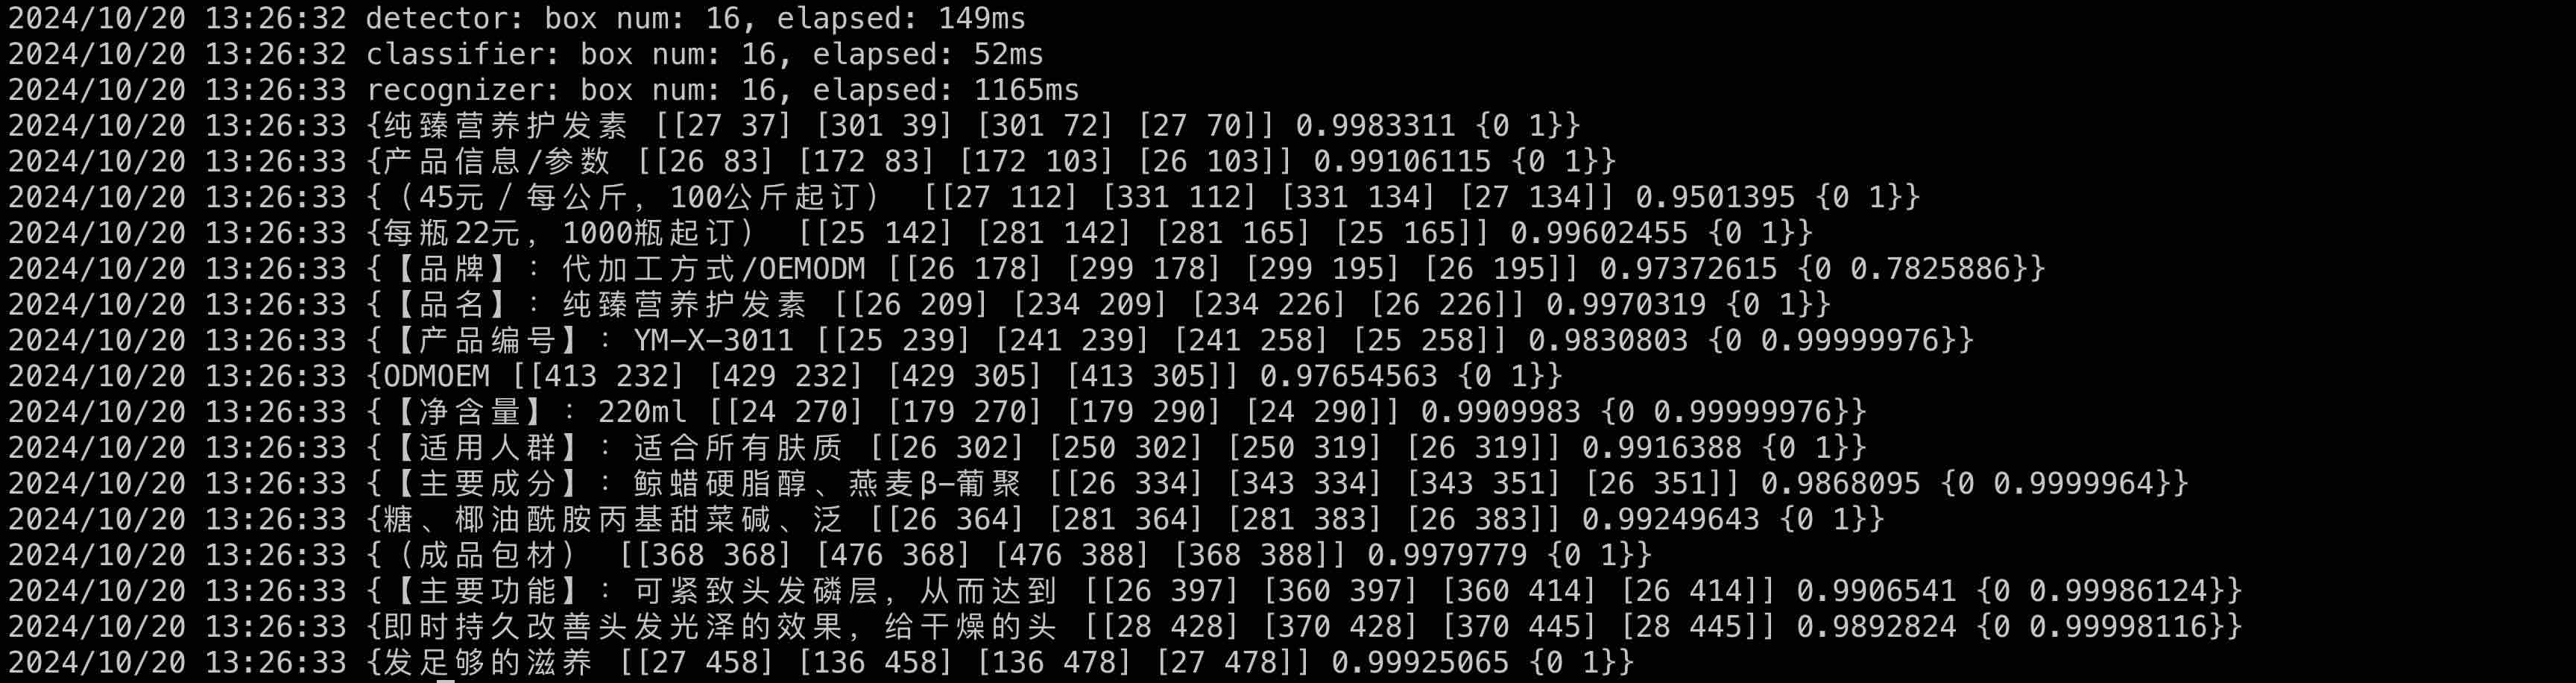 2024/10/20 13:26:32 detector: box num: 16, elapsed: 149ms
2024/10/20 13:26:32 classifier: box num: 16, elapsed: 52ms
2024/10/20 13:26:33 recognizer: box num: 16, elapsed: 1165ms
2024/10/20 13:26:33 {纯臻营养护发素 [[27 37] [301 39] [301 72] [27 70]] 0.9983311 {0 1}}
2024/10/20 13:26:33 {产品信息/参数 [[26 83] [172 83] [172 103] [26 103]] 0.99106115 {0 1}}
2024/10/20 13:26:33 {（45元／每公斤，100公斤起订） [[27 112] [331 112] [331 134] [27 134]] 0.9501395 {0 1}}
2024/10/20 13:26:33 {每瓶22元，1000瓶起订） [[25 142] [281 142] [281 165] [25 165]] 0.99602455 {0 1}}
2024/10/20 13:26:33 {【品牌】：代加工方式/OEMODM [[26 178] [299 178] [299 195] [26 195]] 0.97372615 {0 0.7825886}}
2024/10/20 13:26:33 {【品名】：纯臻营养护发素 [[26 209] [234 209] [234 226] [26 226]] 0.9970319 {0 1}}
2024/10/20 13:26:33 {【产品编号】：YM-X-3011 [[25 239] [241 239] [241 258] [25 258]] 0.9830803 {0 0.99999976}}
2024/10/20 13:26:33 {ODMOEM [[413 232] [429 232] [429 305] [413 305]] 0.97654563 {0 1}}
2024/10/20 13:26:33 {【净含量】：220ml [[24 270] [179 270] [179 290] [24 290]] 0.9909983 {0 0.99999976}}
2024/10/20 13:26:33 {【适用人群】：适合所有肤质 [[26 302] [250 302] [250 319] [26 319]] 0.9916388 {0 1}}
2024/10/20 13:26:33 {【主要成分】：鲸蜡硬脂醇、燕麦β-葡聚 [[26 334] [343 334] [343 351] [26 351]] 0.9868095 {0 0.9999964}}
2024/10/20 13:26:33 {糖、椰油酰胺丙基甜菜碱、泛 [[26 364] [281 364] [281 383] [26 383]] 0.99249643 {0 1}}
2024/10/20 13:26:33 {（成品包材） [[368 368] [476 368] [476 388] [368 388]] 0.9979779 {0 1}}
2024/10/20 13:26:33 {【主要功能】：可紧致头发磷层，从而达到 [[26 397] [360 397] [360 414] [26 414]] 0.9906541 {0 0.99986124}}
2024/10/20 13:26:33 {即时持久改善头发光泽的效果，给干燥的头 [[28 428] [370 428] [370 445] [28 445]] 0.9892824 {0 0.99998116}}
2024/10/20 13:26:33 {发足够的滋养 [[27 458] [136 458] [136 478] [27 478]] 0.99925065 {0 1}}